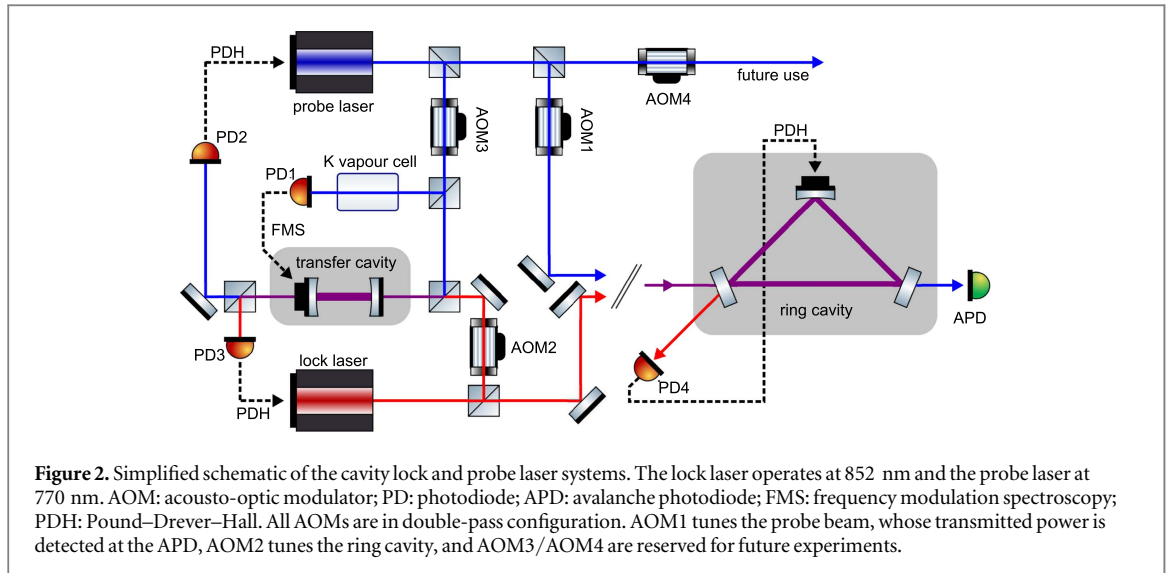 PDH
probe laser
future use
AOM4
AOM3
AOM1
PDH
PD2
K vapour cell
PD1
FMS
transfer cavity
ring cavity
APD
AOM2
PD3
lock laser
PD4
PDH
Figure 2. Simplified schematic of the cavity lock and probe laser systems. The lock laser operates at 852 nm and the probe laser at
770 nm. AOM: acousto-optic modulator; PD: photodiode; APD: avalanche photodiode; FMS: frequency modulation spectroscopy;
PDH: Pound–Drever–Hall. All AOMs are in double-pass configuration. AOM1 tunes the probe beam, whose transmitted power is
detected at the APD, AOM2 tunes the ring cavity, and AOM3/AOM4 are reserved for future experiments.